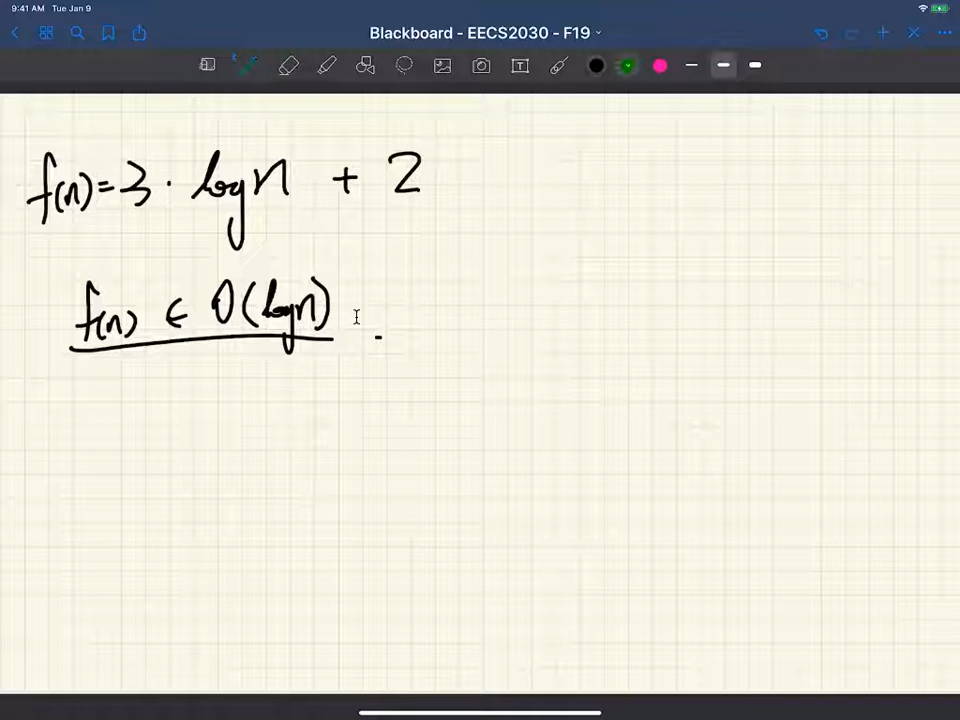 9:41 AM Tue Jan 9
Blackboard - EECS2030 - F19
T
f(n) = 3 · log n + 2
f(n) ∈ O(log n)